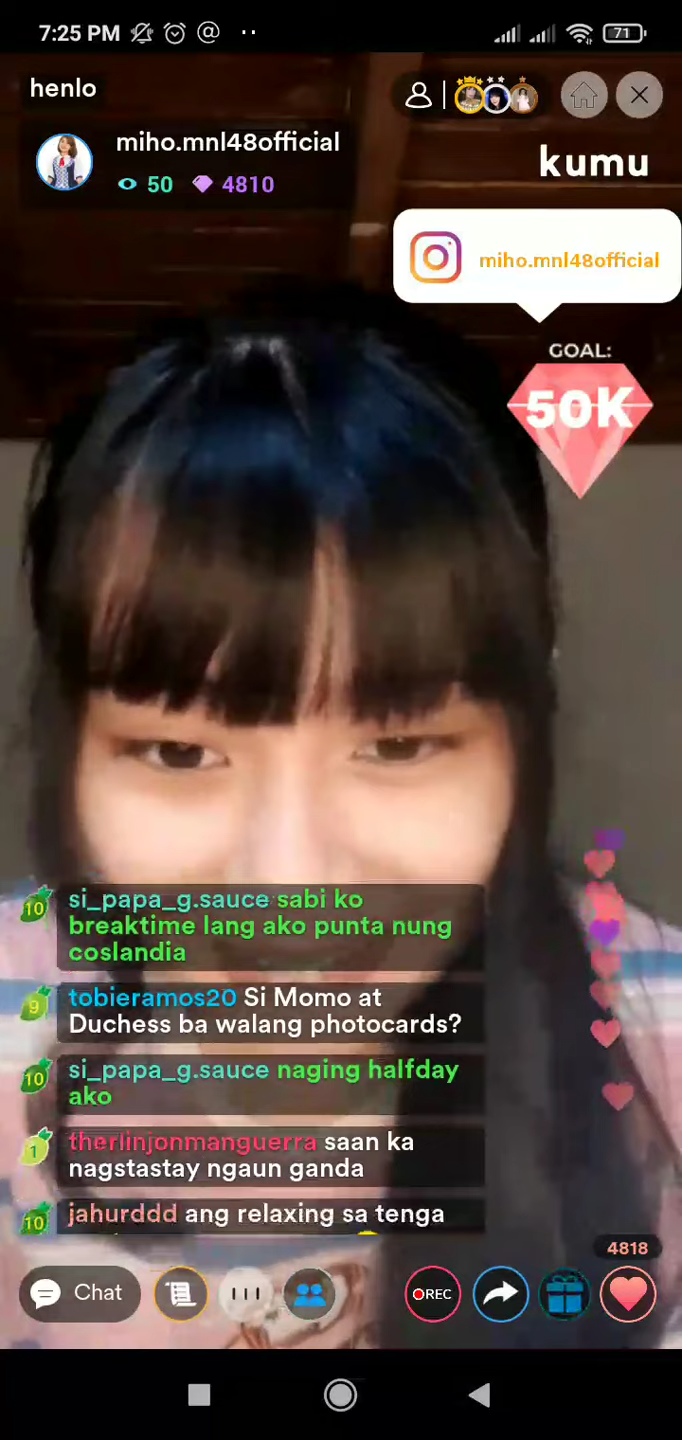 7:25 PM
71
henlo
miho.mnl48official
50 4810
kumu
miho.mnl48official
GOAL:
50K
10 si_papa_g.sauce sabi ko
breaktime lang ako punta nung
coslandia
9 tobieramos20 Si Momo at
Duchess ba walang photocards?
10 si_papa_g.sauce naging halfday
ako
1 therlinjonmanguerra saan ka
nagstastay ngaun ganda
10 jahurddd ang relaxing sa tenga
4818
Chat
REC